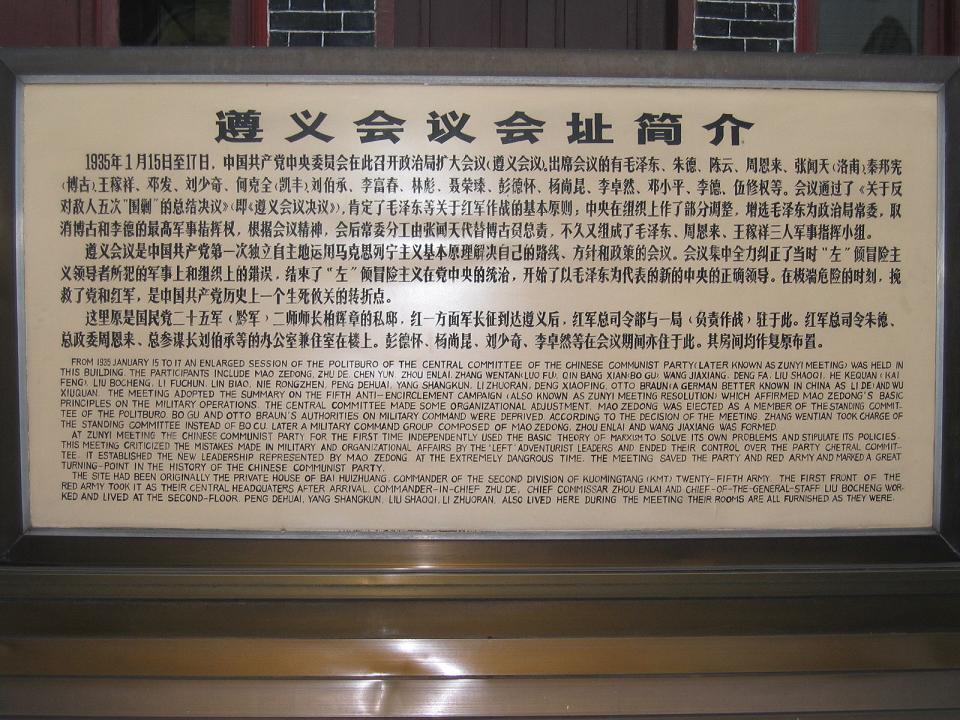 遵义会议会址简介
1935年1月15日至17日，中国共产党中央委员会在此召开政治局扩大会议（遵义会议）。出席会议的有毛泽东、朱德、陈云、周恩来、张闻天（洛甫）、秦邦宪
（博古）、王稼祥、邓发、刘少奇、何克全（凯丰）、刘伯承、李富春、林彪、聂荣臻、彭德怀、杨尚昆、李卓然、邓小平、李德、伍修权等。会议通过了《关于反
对敌人五次“围剿”的总结决议》（即《遵义会议决议》），肯定了毛泽东等关于红军作战的基本原则；中央在组织上作了部分调整，增选毛泽东为政治局常委，取
消博古和李德的最高军事指挥权，根据会议精神，会后常委分工由张闻天代替博古负总责，不久又组成了毛泽东、周恩来、王稼祥三人军事指挥小组。
遵义会议是中国共产党第一次独立自主地运用马克思列宁主义基本原理解决自己的路线、方针和政策的会议。会议集中全力纠正了当时“左”倾冒险主
义领导者所犯的军事上和组织上的错误，结束了“左”倾冒险主义在党中央的统治，开始了以毛泽东为代表的新的中央的正确领导。在极端危险的时刻，挽
救了党和红军，是中国共产党历史上一个生死攸关的转折点。
这里原是国民党二十五军（黔军）二师师长柏辉章的私邸，红一方面军长征到达遵义后，红军总司令部与一局（负责作战）驻于此。红军总司令朱德、
总政委周恩来、总参谋长刘伯承等的办公室兼住室在楼上。彭德怀、杨尚昆、刘少奇、李卓然等在会议期间亦住于此。其房间均作复原布置。
FROM 1935 JANUARY 15 TO 17 AN ENLARGED SESSION OF THE POLITBURO OF THE CENTRAL COMMITTEE OF THE CHINESE COMMUNIST PARTY(LATER KNOWN AS ZUNYI MEETING) WAS HELD IN
THIS BUILDING. THE PARTICIPANTS INCLUDE MAO ZEDONG, ZHU DE, CHEN YUN, ZHOU ENLAI, ZHANG WENTAN(LUO FU), QIN BANG XIAN(BO GU), WANG JIAXIANG, DENG FA, LIU SHAOQI, HE KEQUAN (KAI
FENG), LIU BOCHENG, LI FUCHUN, LIN BIAO, NIE RONGZHEN, PENG DEHUAI, YANG SHANGKUN, LI ZHUORAN, DENG XIAOPING, OTTO BRAUN(A GERMAN BETTER KNOWN IN CHINA AS LI DE) AND WU
XIUQUAN. THE MEETING ADOPTED THE SUMMARY ON THE FIFTH ANTI-ENCIRCLEMENT CAMPAIGN (ALSO KNOWN AS ZUNYI MEETING RESOLUTION) WHICH AFFIRMED MAO ZEDONG'S BASIC
PRINCIPLES ON THE MILITARY OPERATIONS. THE CENTRAL COMMITTEE MADE SOME ORGANIZATIONAL ADJUSTMENT. MAO ZEDONG WAS ELECTED AS A MEMBER OF THE STANDING COMMIT-
TEE OF THE POLITBURO BO GU AND OTTO BRAUN'S AUTHORITIES ON MILITARY COMMAND WERE DEPRIVED. ACCORDING TO THE DECISION OF THE MEETING ZHANG WENTIAN TOOK CHARGE OF
THE STANDING COMMITTEE INSTEAD OF BO GU. LATER A MILITARY COMMAND GROUP COMPOSED OF MAO ZEDONG, ZHOU ENLAI AND WANG JIAXIANG WAS FORMED.
AT ZUNYI MEETING THE CHINESE COMMUNIST PARTY FOR THE FIRST TIME INDEPENDENTLY USED THE BASIC THEORY OF MARXISM TO SOLVE ITS OWN PROBLEMS AND STIPULATE ITS POLICIES.
THIS MEETING CRITICIZED THE MISTAKES MADE IN MILITARY AND ORGANIZATIONAL AFFAIRS BY THE 'LEFT' ADVENTURIST LEADERS AND ENDED THEIR CONTROL OVER THE PARTY CHETRAL COMMIT-
TEE. IT ESTABLISHED THE NEW LEADERSHIP REPRESENTED BY MAO ZEDONG. AT THE EXTREMELY DANGROUS TIME. THE MEETING SAVED THE PARTY AND RED ARMY AND MARKED A GREAT
TURNING-POINT IN THE HISTORY OF THE CHINESE COMMUNIST PARTY.
THE SITE HAD BEEN ORIGINALLY THE PRIVATE HOUSE OF BAI HUIZHUANG, COMMANDER OF THE SECOND DIVISION OF KUOMINGTANG (KMT) TWENTY-FIFTH ARMY. THE FIRST FRONT OF THE
RED ARMY TOOK IT AS THEIR CENTRAL HEADQUATERS AFTER ARRIVAL. COMMANDER-IN-CHIEF ZHU DE, CHIEF COMMISSAR ZHOU ENLAI AND CHIEF-OF-THE-GENERAL-STAFF LIU BOCHENG WOR-
KED AND LIVED AT THE SECOND-FLOOR. PENG DEHUAI, YANG SHANGKUN, LIU SHAOQI, LI ZHUORAN, ALSO LIVED HERE DURING THE MEETING THEIR ROOMS ARE ALL FURNISHED AS THEY WERE.